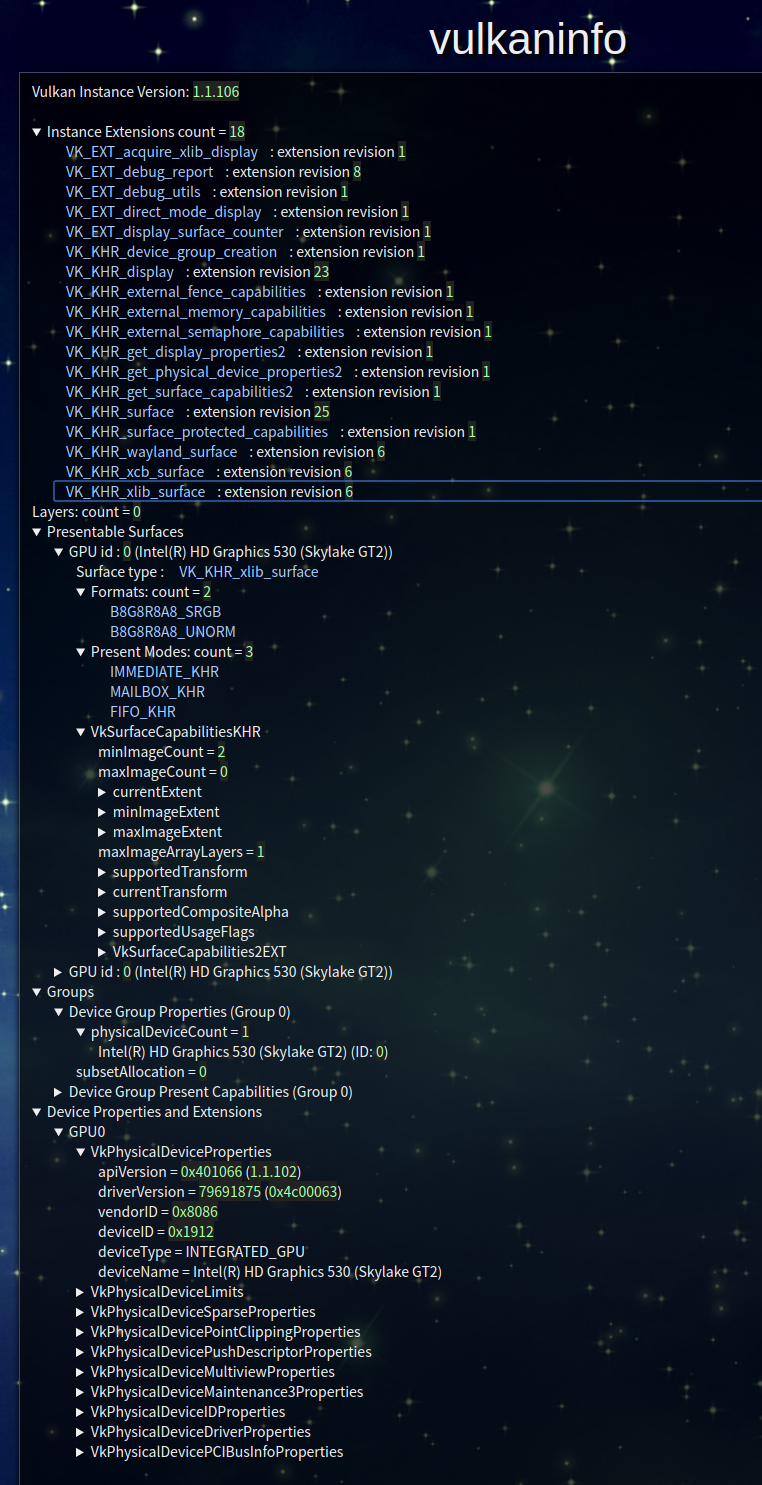 vulkaninfo
Vulkan Instance Version: 1.1.106
Instance Extensions count = 18
VK_EXT_acquire_xlib_display : extension revision 1
VK_EXT_debug_report : extension revision 8
VK_EXT_debug_utils : extension revision 1
VK_EXT_direct_mode_display : extension revision 1
VK_EXT_display_surface_counter : extension revision 1
VK_KHR_device_group_creation : extension revision 1
VK_KHR_display : extension revision 23
VK_KHR_external_fence_capabilities : extension revision 1
VK_KHR_external_memory_capabilities : extension revision 1
VK_KHR_external_semaphore_capabilities : extension revision 1
VK_KHR_get_display_properties2 : extension revision 1
VK_KHR_get_physical_device_properties2 : extension revision 1
VK_KHR_get_surface_capabilities2 : extension revision 1
VK_KHR_surface : extension revision 25
VK_KHR_surface_protected_capabilities : extension revision 1
VK_KHR_wayland_surface : extension revision 6
VK_KHR_xcb_surface : extension revision 6
VK_KHR_xlib_surface : extension revision 6
Layers: count = 0
Presentable Surfaces
GPU id : 0 (Intel(R) HD Graphics 530 (Skylake GT2))
Surface type : VK_KHR_xlib_surface
Formats: count = 2
B8G8R8A8_SRGB
B8G8R8A8_UNORM
Present Modes: count = 3
IMMEDIATE_KHR
MAILBOX_KHR
FIFO_KHR
VkSurfaceCapabilitiesKHR
minImageCount = 2
maxImageCount = 0
currentExtent
minImageExtent
maxImageExtent
maxImageArrayLayers = 1
supportedTransform
currentTransform
supportedCompositeAlpha
supportedUsageFlags
VkSurfaceCapabilities2EXT
GPU id : 0 (Intel(R) HD Graphics 530 (Skylake GT2))
Groups
Device Group Properties (Group 0)
physicalDeviceCount = 1
Intel(R) HD Graphics 530 (Skylake GT2) (ID: 0)
subsetAllocation = 0
Device Group Present Capabilities (Group 0)
Device Properties and Extensions
GPU0
VkPhysicalDeviceProperties
apiVersion = 0x401066 (1.1.102)
driverVersion = 79691875 (0x4c00063)
vendorID = 0x8086
deviceID = 0x1912
deviceType = INTEGRATED_GPU
deviceName = Intel(R) HD Graphics 530 (Skylake GT2)
VkPhysicalDeviceLimits
VkPhysicalDeviceSparseProperties
VkPhysicalDevicePointClippingProperties
VkPhysicalDevicePushDescriptorProperties
VkPhysicalDeviceMultiviewProperties
VkPhysicalDeviceMaintenance3Properties
VkPhysicalDeviceIDProperties
VkPhysicalDeviceDriverProperties
VkPhysicalDevicePCIBusInfoProperties